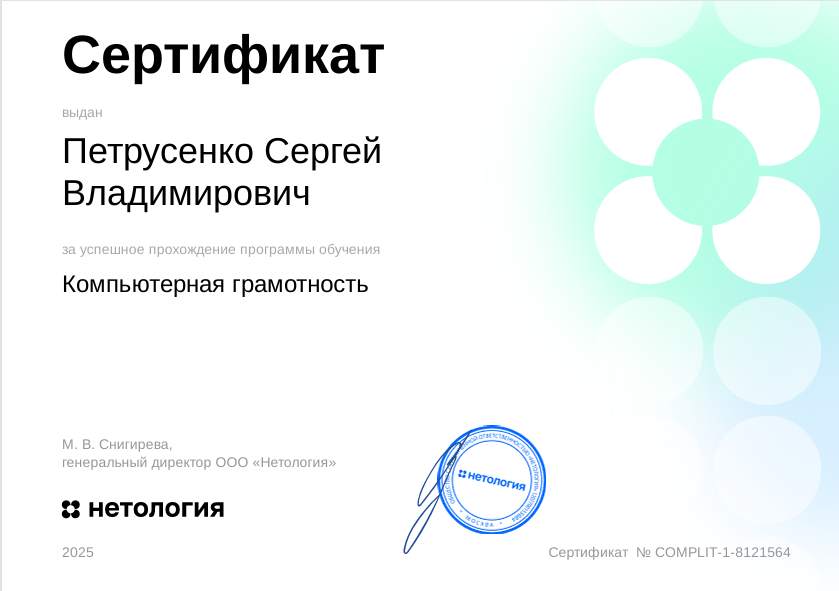 Сертификат
выдан
Петрусенко Сергей
Владимирович
за успешное прохождение программы обучения
Компьютерная грамотность
М. В. Снигирева,
генеральный директор ООО «Нетология»
нетология
нетология
МОСКВА
2025
Сертификат № COMPLIT-1-8121564